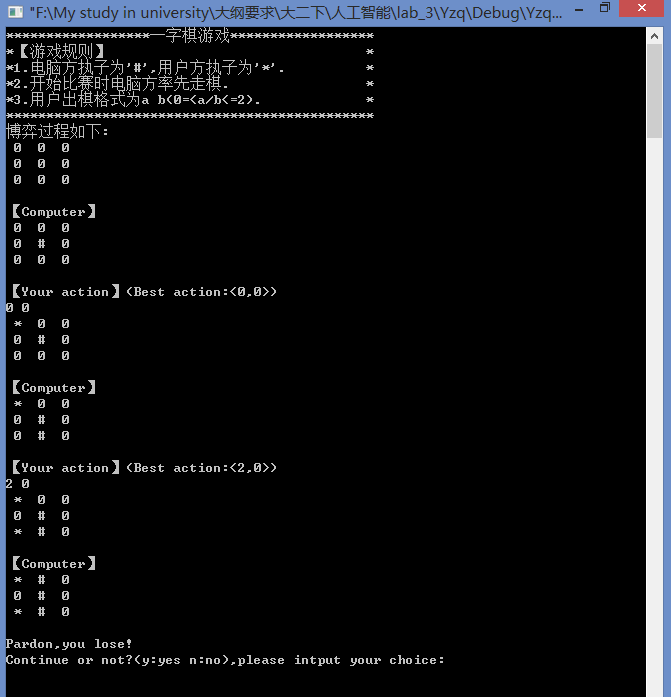 "F:\My study in university\大纲要求\大二下\人工智能\lab_3\Yzq\Debug\Yzq...
******************一字棋游戏******************
*【游戏规则】 *
*1.电脑方执子为'#',用户方执子为'*'. *
*2.开始比赛时电脑方率先走棋. *
*3.用户出棋格式为a b(0=<a/b<=2). *
**********************************************
博弈过程如下:
0 0 0
0 0 0
0 0 0
【Computer】
0 0 0
0 # 0
0 0 0
【Your action】(Best action:<0,0>)
0 0
* 0 0
0 # 0
0 0 0
【Computer】
* 0 0
0 # 0
0 # 0
【Your action】(Best action:<2,0>)
2 0
* 0 0
0 # 0
* # 0
【Computer】
* # 0
0 # 0
* # 0
Pardon,you lose!
Continue or not?(y:yes n:no),please intput your choice: